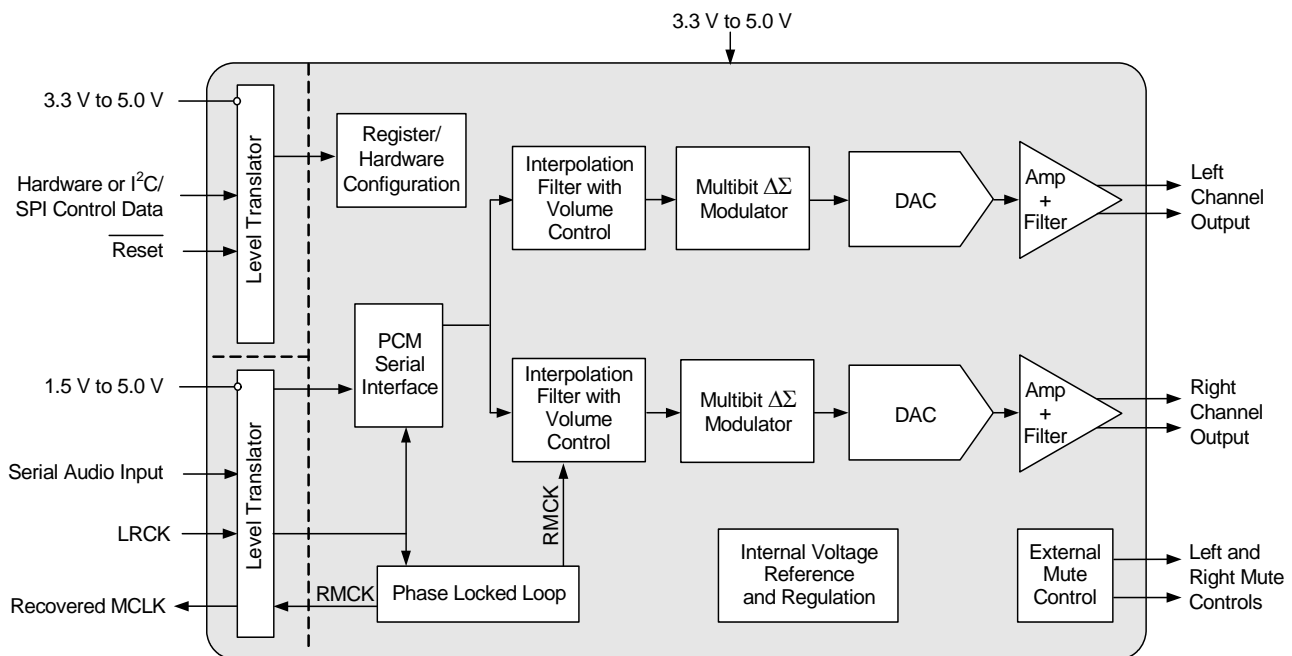 3.3 V to 5.0 V
3.3 V to 5.0 V
Hardware or I²C/
SPI Control Data
Reset
Level Translator
Register/
Hardware
Configuration
Interpolation
Filter with
Volume
Control
Multibit ΔΣ
Modulator
DAC
Amp
+
Filter
Left
Channel
Output
1.5 V to 5.0 V
Serial Audio Input
LRCK
Recovered MCLK
Level Translator
PCM
Serial
Interface
Interpolation
Filter with
Volume
Control
Multibit ΔΣ
Modulator
DAC
Amp
+
Filter
Right
Channel
Output
RMCK
RMCK
Phase Locked Loop
Internal Voltage
Reference
and Regulation
External
Mute
Control
Left and
Right Mute
Controls